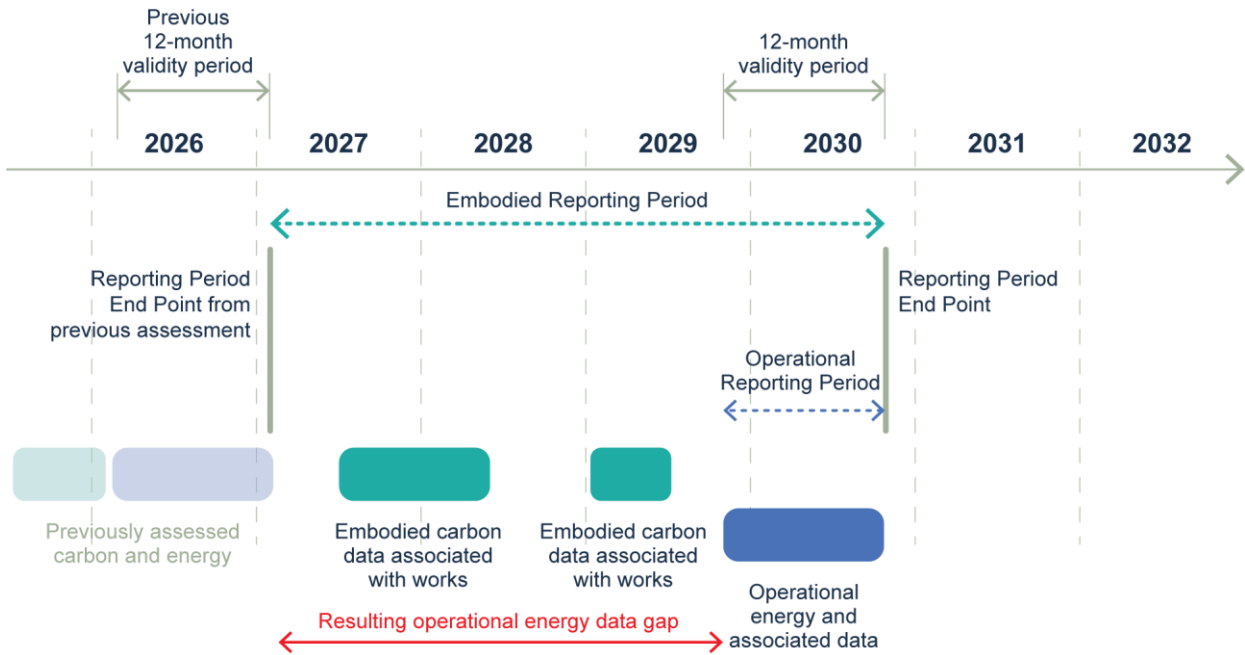 Previous
12-month
validity period
12-month
validity period
2026
2027
2028
2029
2030
2031
2032
Embodied Reporting Period
Reporting Period
End Point from
previous assessment
Reporting Period
End Point
Operational
Reporting Period
Previously assessed
carbon and energy
Embodied carbon
data associated
with works
Embodied carbon
data associated
with works
Operational
energy and
associated data
Resulting operational energy data gap